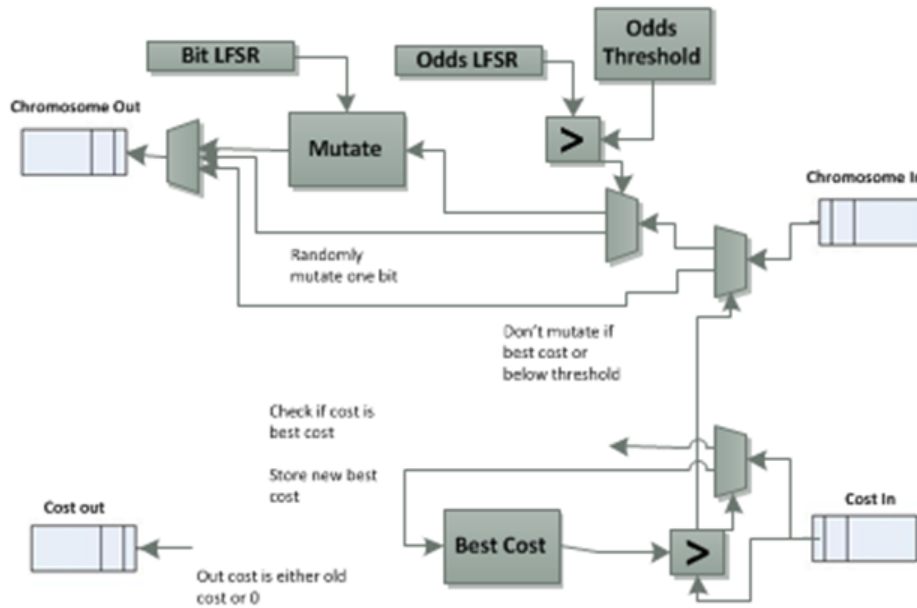 Bit LFSR
Odds LFSR
Odds
Threshold
Chromosome Out
Mutate
>
Chromosome In
Randomly
mutate one bit
Don't mutate if
best cost or
below threshold
Check if cost is
best cost
Store new best
cost
Cost out
Best Cost
>
Cost In
Out cost is either old
cost or 0